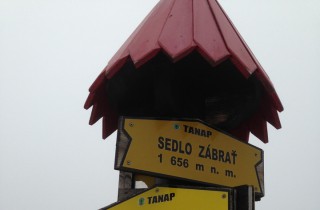 TANAP
SEDLO ZÁBRAŤ
1 656 m n. m.
TANAP